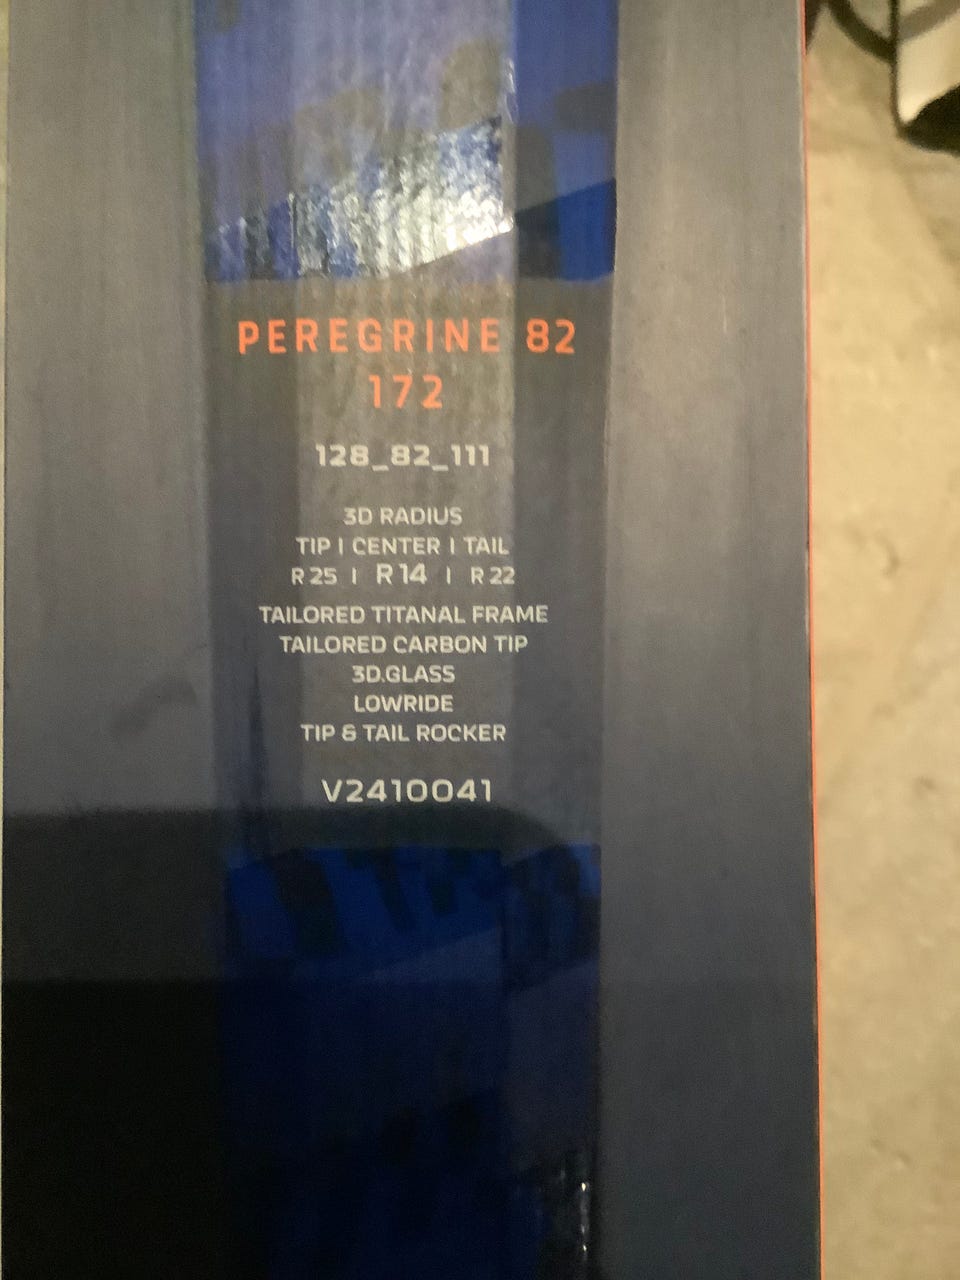 PEREGRINE 82
172
128_82_111
3D RADIUS
TIP | CENTER | TAIL
R 25 | R 14 | R 22
TAILORED TITANAL FRAME
TAILORED CARBON TIP
3D.GLASS
LOWRIDE
TIP & TAIL ROCKER
V2410041